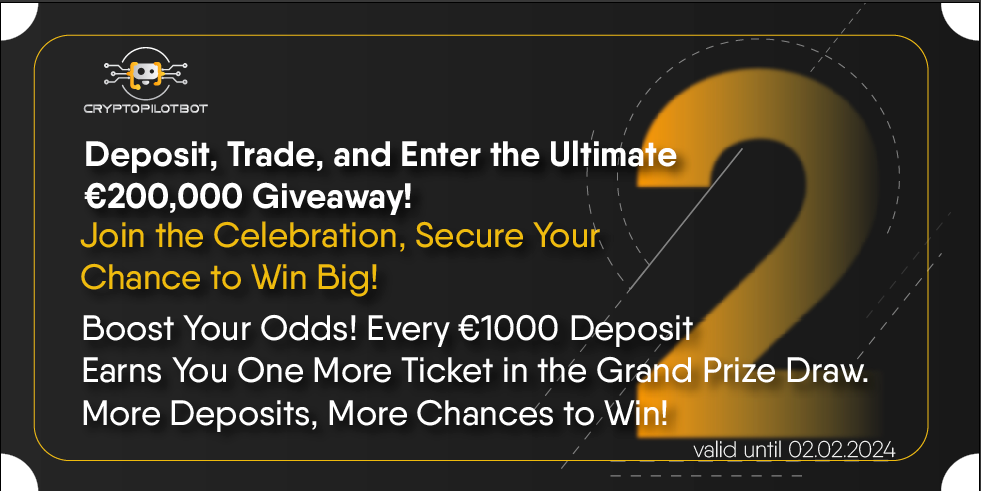 CRYPTOPILOTBOT
Deposit, Trade, and Enter the Ultimate
€200,000 Giveaway!
Join the Celebration, Secure Your
Chance to Win Big!
Boost Your Odds! Every €1000 Deposit
Earns You One More Ticket in the Grand Prize Draw.
More Deposits, More Chances to Win!
valid until 02.02.2024
2